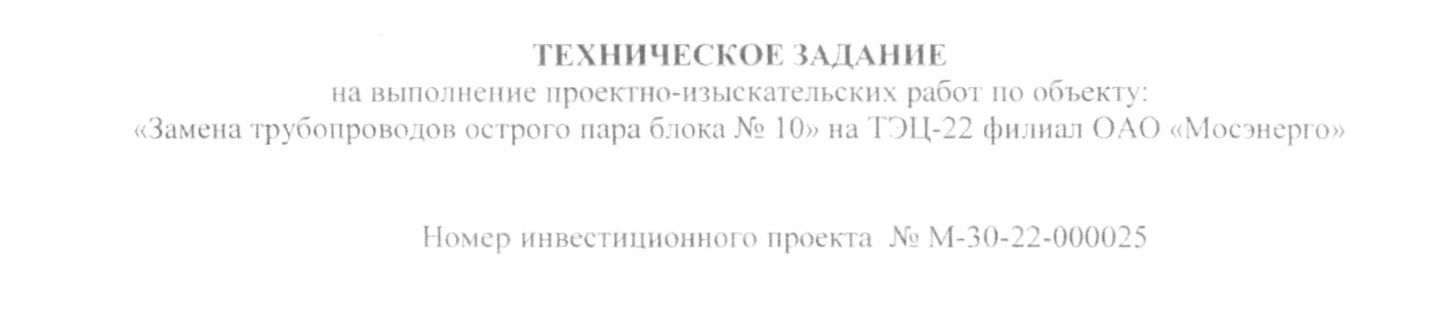 ТЕХНИЧЕСКОЕ ЗАДАНИЕ
на выполнение проектно-изыскательских работ по объекту:
«Замена трубопроводов острого пара блока № 10» на ТЭЦ-22 филиал ОАО «Мосэнерго»
Номер инвестиционного проекта № М-30-22-000025